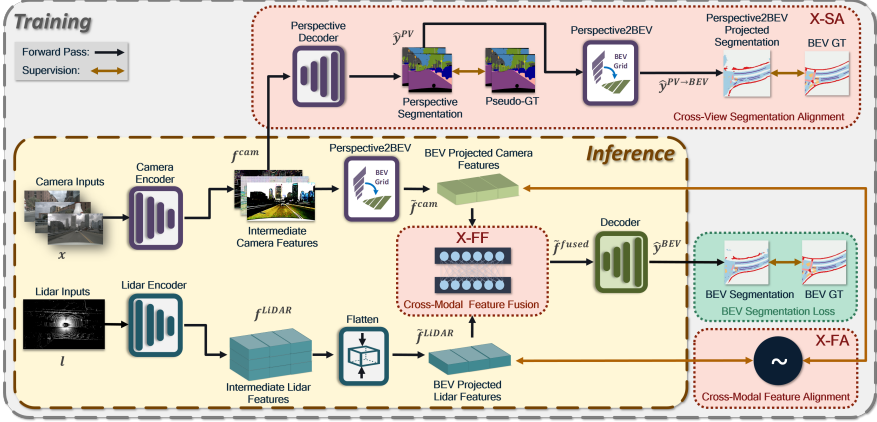 Training
Forward Pass:
Supervision:
Perspective
Decoder
ŷ^PV
Perspective
Segmentation
Pseudo-GT
Perspective2BEV
BEV
Grid
ŷ^PV→BEV
Perspective2BEV
Projected
Segmentation
X-SA
BEV GT
Cross-View Segmentation Alignment
Inference
Camera Inputs
x
Camera
Encoder
f^cam
Intermediate
Camera Features
Perspective2BEV
BEV
Grid
f̃^cam
BEV Projected Camera
Features
X-FF
Cross-Modal Feature Fusion
f̃^fused
Decoder
ŷ^BEV
BEV Segmentation
BEV GT
BEV Segmentation Loss
Lidar Inputs
l
Lidar Encoder
f^LiDAR
Intermediate Lidar
Features
Flatten
f̃^LiDAR
BEV Projected
Lidar Features
X-FA
~
Cross-Modal Feature Alignment